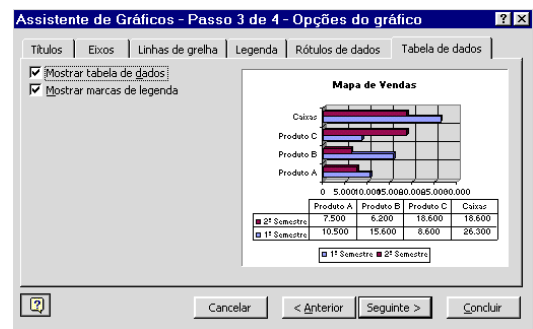 Assistente de Gráficos - Passo 3 de 4 - Opções do gráfico
Títulos Eixos Linhas de grelha Legenda Rótulos de dados Tabela de dados
Mostrar tabela de dados
Mostrar marcas de legenda
Mapa de Vendas
Caixas
Produto C
Produto B
Produto A
0 5.000
Produto A Produto B Produto C Caixas
2º Semestre 7.500 6.200 18.600 18.600
1º Semestre 10.500 15.600 8.600 26.300
1º Semestre 2º Semestre
Cancelar < Anterior Seguinte > Concluir